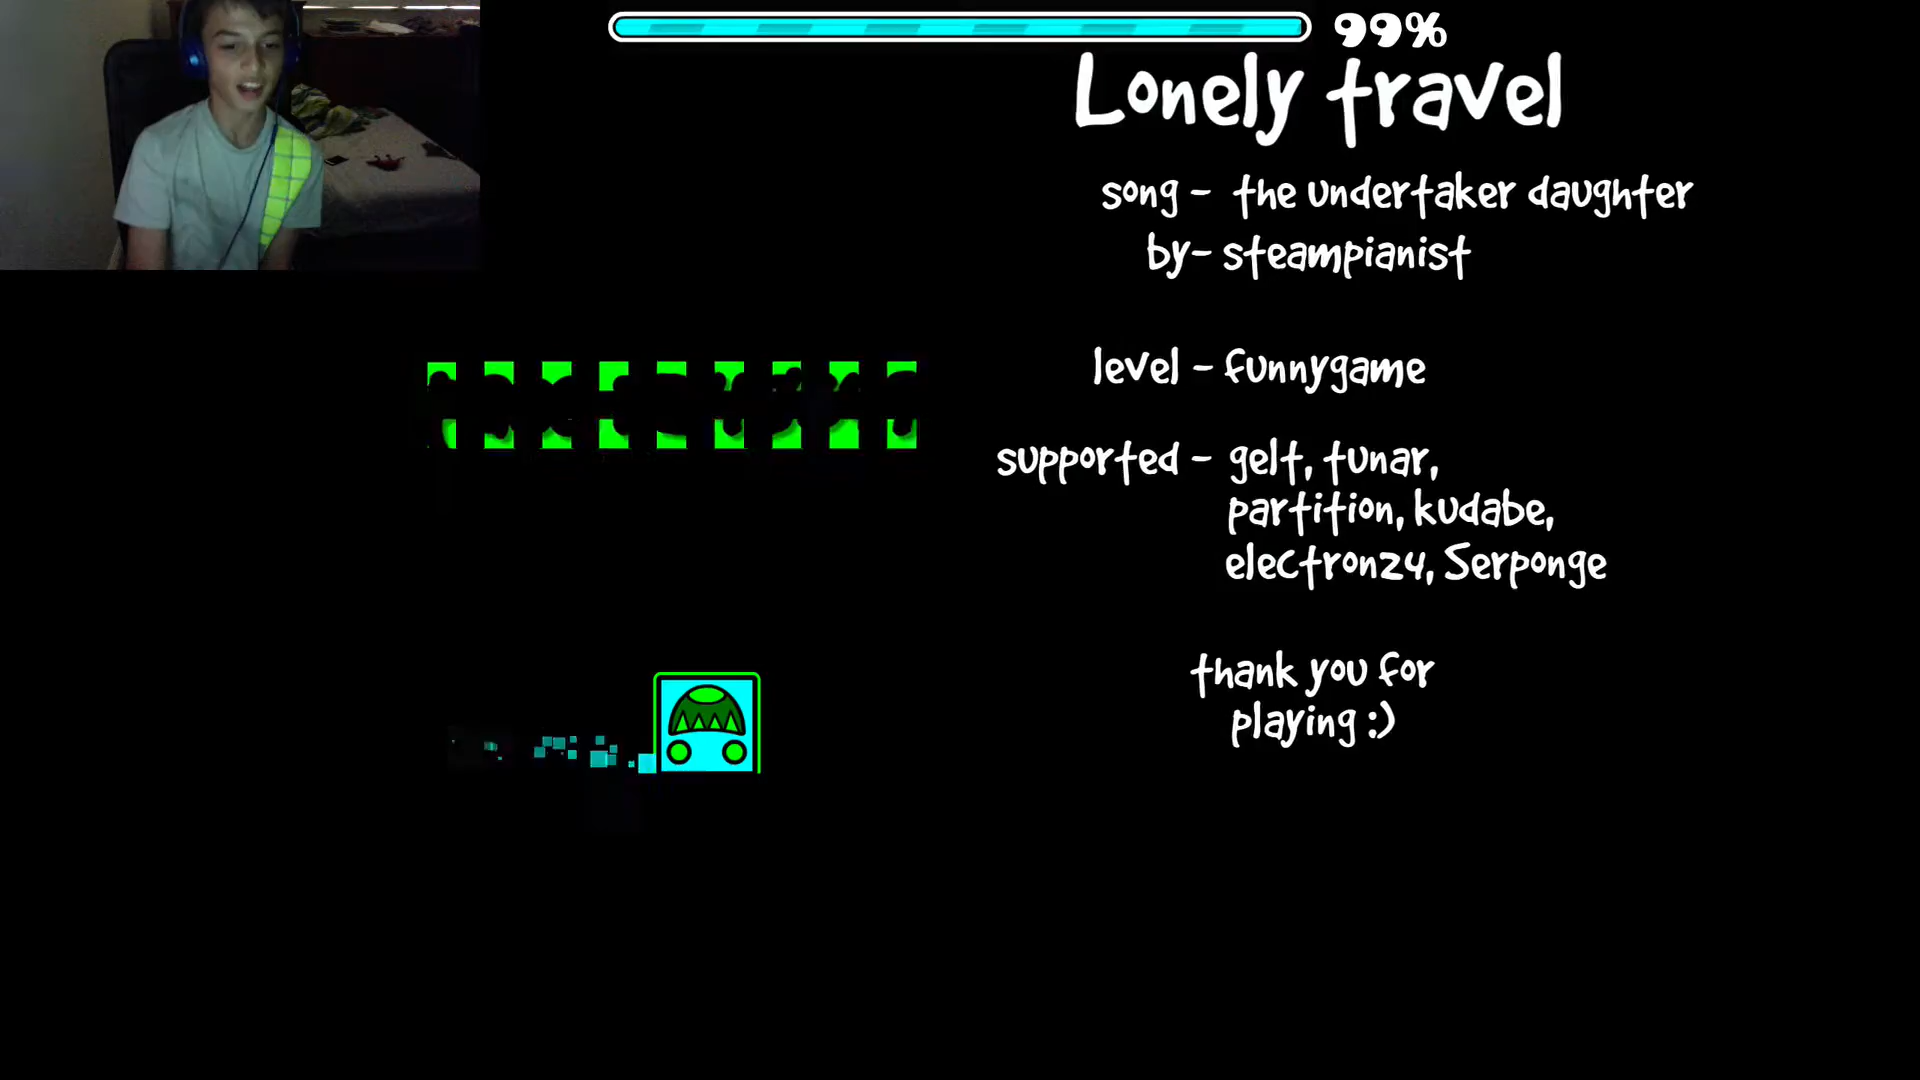 99%
Lonely travel
song - the undertaker daughter
by- steampianist
level - funnygame
supported - gelt, tunar,
partition, kudabe,
electron24, Serponge
thank you for
playing :)